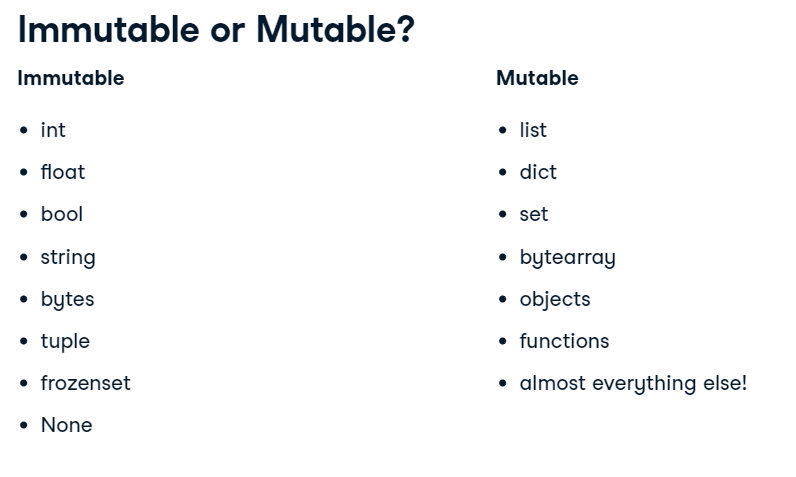 Immutable or Mutable?
Immutable
• int
• float
• bool
• string
• bytes
• tuple
• frozenset
• None
Mutable
• list
• dict
• set
• bytearray
• objects
• functions
• almost everything else!